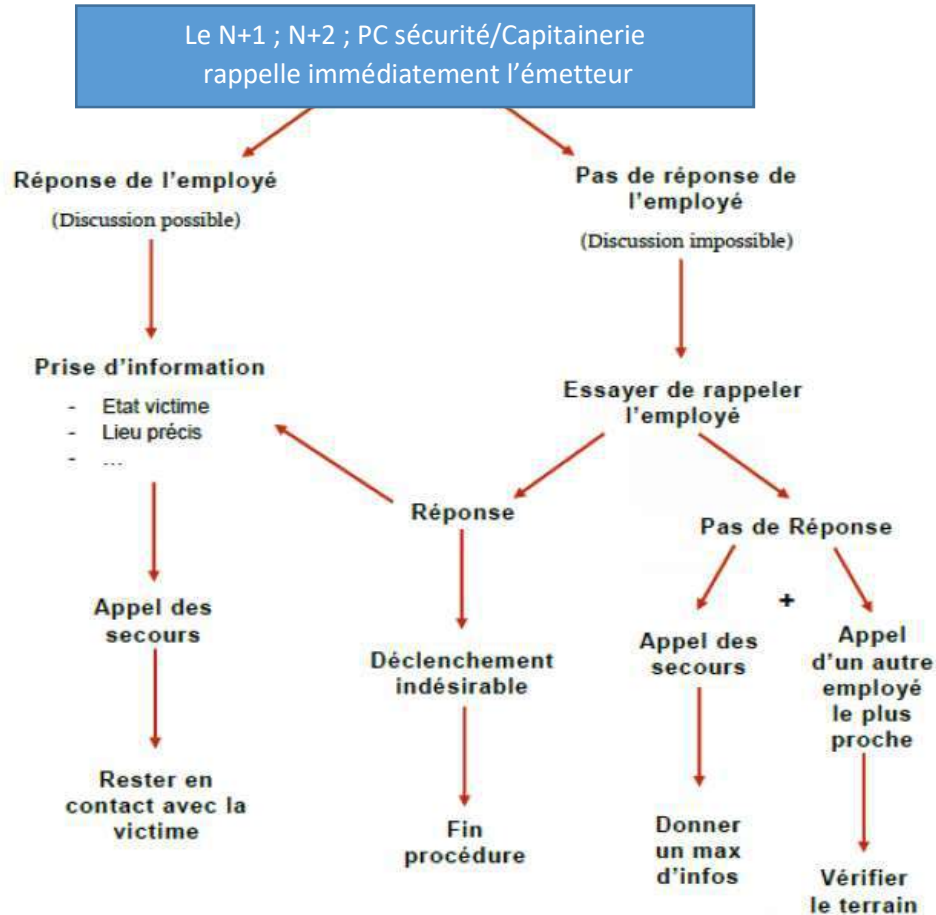 Le N+1 ; N+2 ; PC sécurité/Capitainerie
rappelle immédiatement l’émetteur
Réponse de l’employé
(Discussion possible)
Pas de réponse de
l’employé
(Discussion impossible)
Prise d’information
- Etat victime
- Lieu précis
- ...
Essayer de rappeler
l’employé
Réponse
Pas de Réponse
+
Appel des
secours
Déclenchement
indésirable
Appel des
secours
Appel
d’un autre
employé
le plus
proche
Rester en
contact avec la
victime
Fin
procédure
Donner
un max
d’infos
Vérifier
le terrain